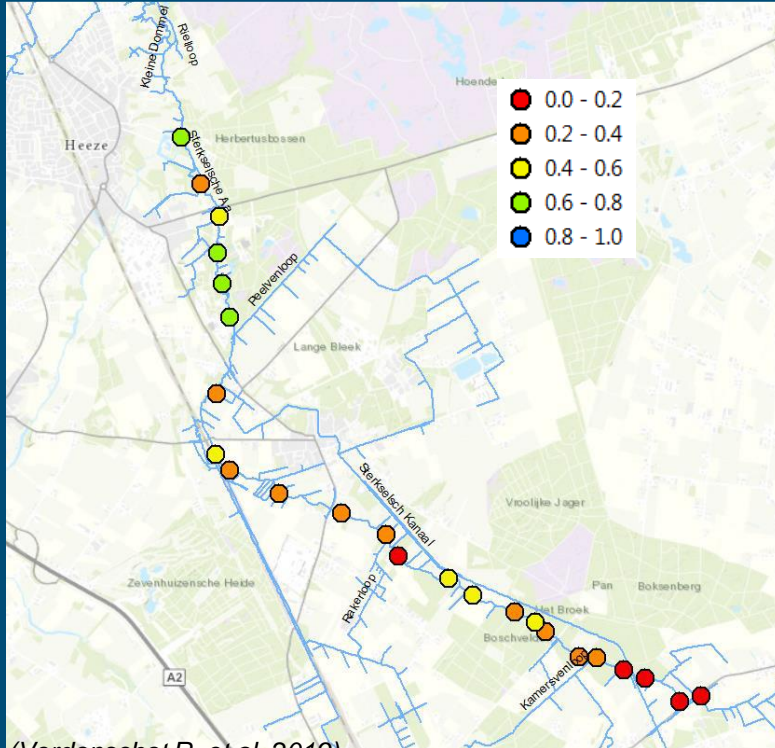 Kleine Dommel
Rielloop
Hoende
0.0 - 0.2
0.2 - 0.4
0.4 - 0.6
0.6 - 0.8
0.8 - 1.0
Heeze
Sterkselsche Aa
Herbertusbossen
Peelvenloop
Lange Bleek
Sterkselsch Kanaal
Vroolijke Jager
Zevenhuizensche Heide
Rakerloop
Pan
Boksenberg
Het Broek
Boschveld
Kamersvenloop
A2